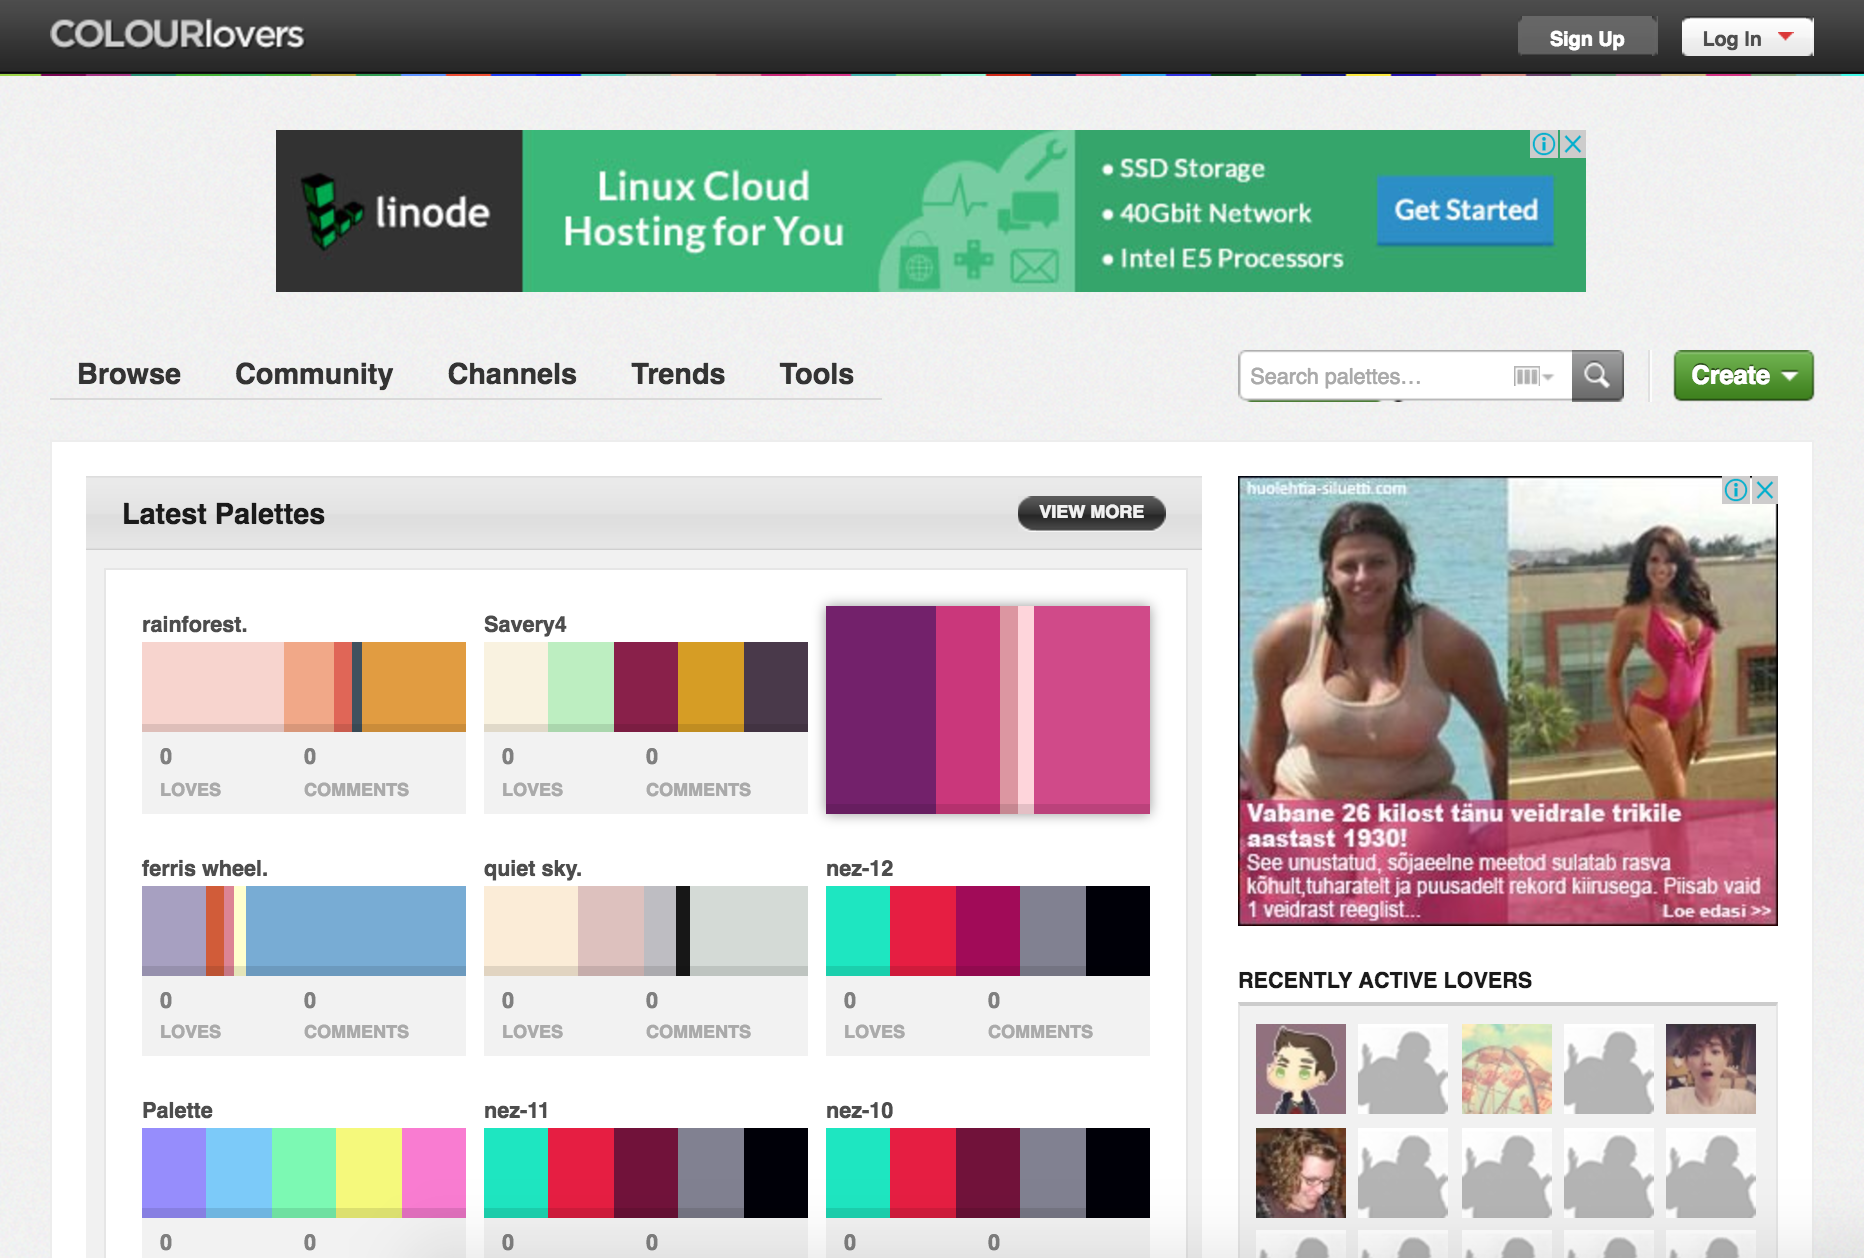 COLOURlovers
Sign Up
Log In
linode
Linux Cloud
Hosting for You
• SSD Storage
• 40Gbit Network
• Intel E5 Processors
Get Started
Browse
Community
Channels
Trends
Tools
Search palettes...
Create
Latest Palettes
VIEW MORE
huolehtia-siluetti.com
Vabane 26 kilost tänu veidrale trikile
aastast 1930!
See unustatud, sõjaeelne meetod sulatab rasva
kõhult,tuharatelt ja puusadelt rekord kiirusega. Piisab vaid
1 veidrast reeglist...
Loe edasi >>
rainforest.
0
LOVES
0
COMMENTS
Savery4
0
LOVES
0
COMMENTS
ferris wheel.
0
LOVES
0
COMMENTS
quiet sky.
0
LOVES
0
COMMENTS
nez-12
0
LOVES
0
COMMENTS
Palette
0
0
nez-11
0
0
nez-10
0
0
RECENTLY ACTIVE LOVERS